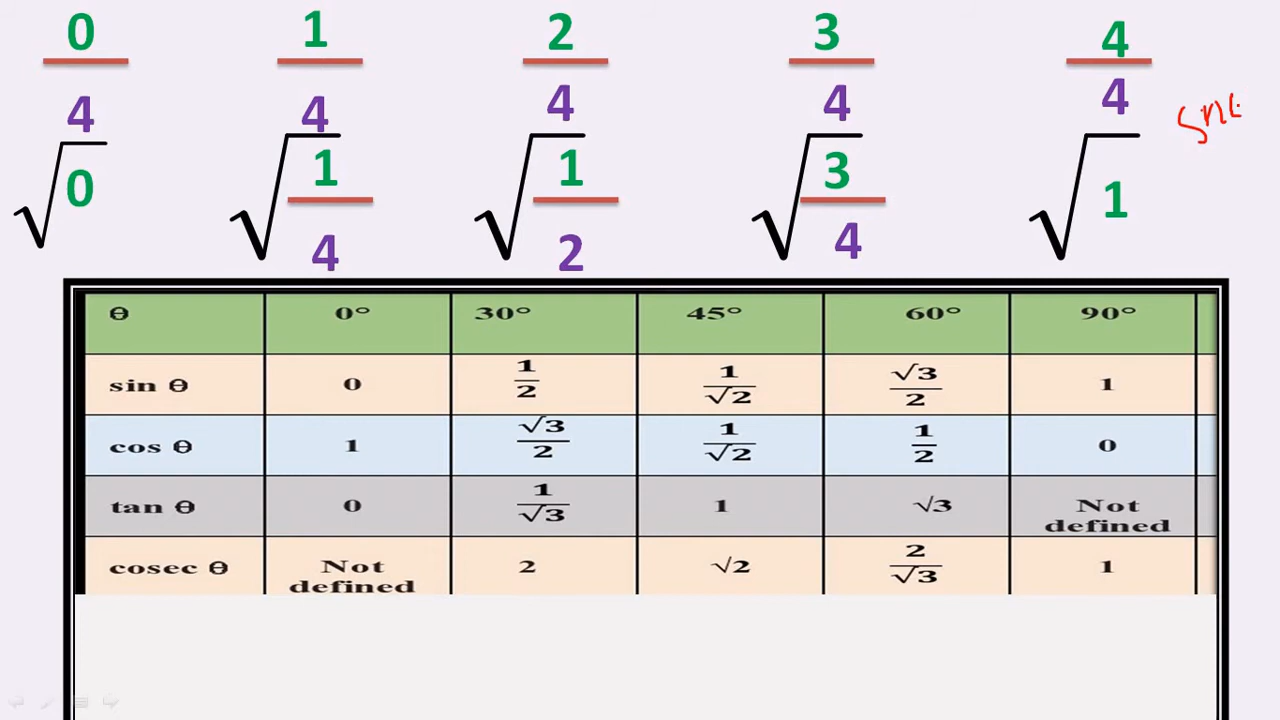 0/4 1/4 2/4 3/4 4/4
√0 √1/4 √1/2 √3/4 √1
θ 0° 30° 45° 60° 90°
sin θ 0 1/2 1/√2 √3/2 1
cos θ 1 √3/2 1/√2 1/2 0
tan θ 0 1/√3 1 √3 Not defined
cosec θ Not defined 2 √2 2/√3 1